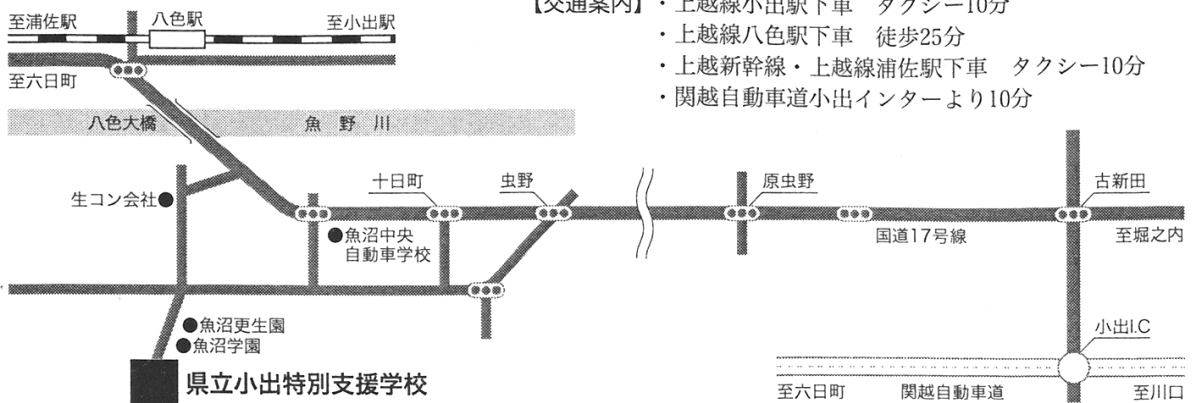 【交通案内】・上越線小出駅下車　タクシー10分
・上越線八色駅下車　徒歩25分
・上越新幹線・上越線浦佐駅下車　タクシー10分
・関越自動車道小出インターより10分
至浦佐駅
八色駅
至小出駅
至六日町
八色大橋
魚野川
生コン会社
十日町
虫野
原虫野
古新田
魚沼中央
自動車学校
国道17号線
至堀之内
魚沼更生園
魚沼学園
県立小出特別支援学校
小出I.C
至六日町
関越自動車道
至川口